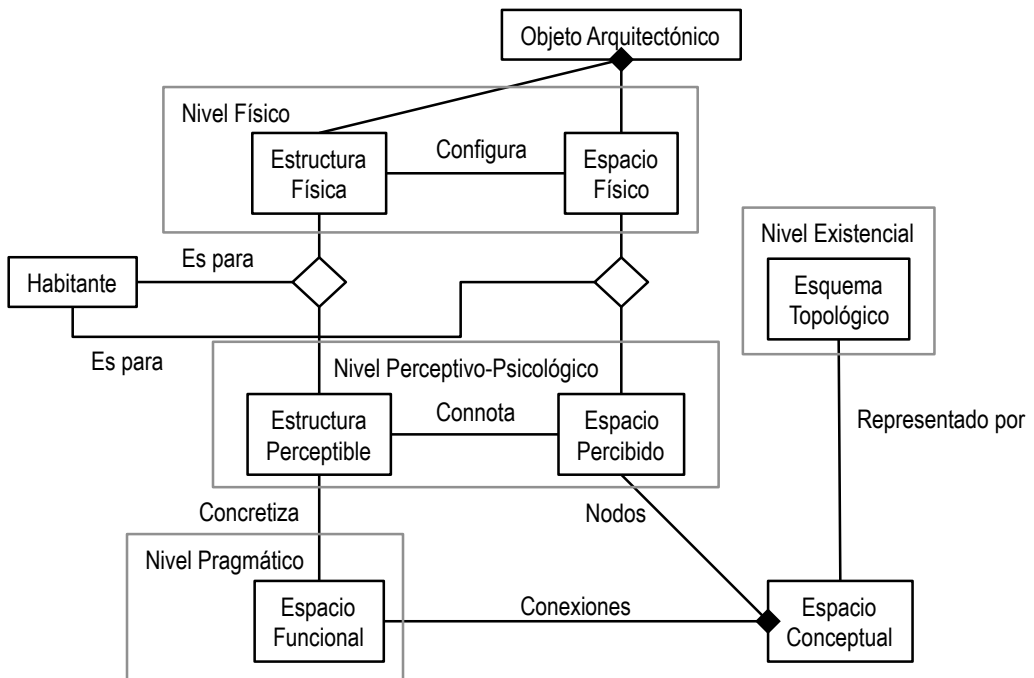 Objeto Arquitectónico
Nivel Físico
Estructura
Física
Configura
Espacio
Físico
Nivel Existencial
Esquema
Topológico
Habitante
Es para
Es para
Nivel Perceptivo-Psicológico
Estructura
Perceptible
Connota
Espacio
Percibido
Representado por
Concretiza
Nodos
Nivel Pragmático
Espacio
Funcional
Conexiones
Espacio
Conceptual